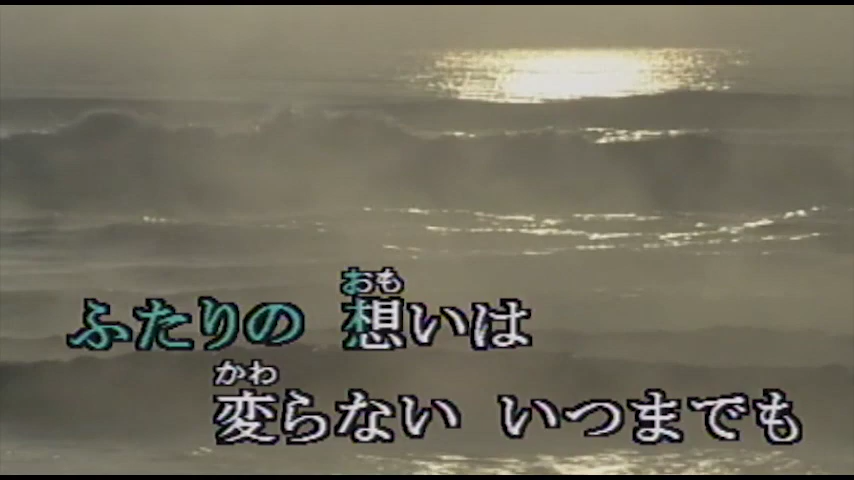 おも
ふたりの 想いは
かわ
変らない いつまでも